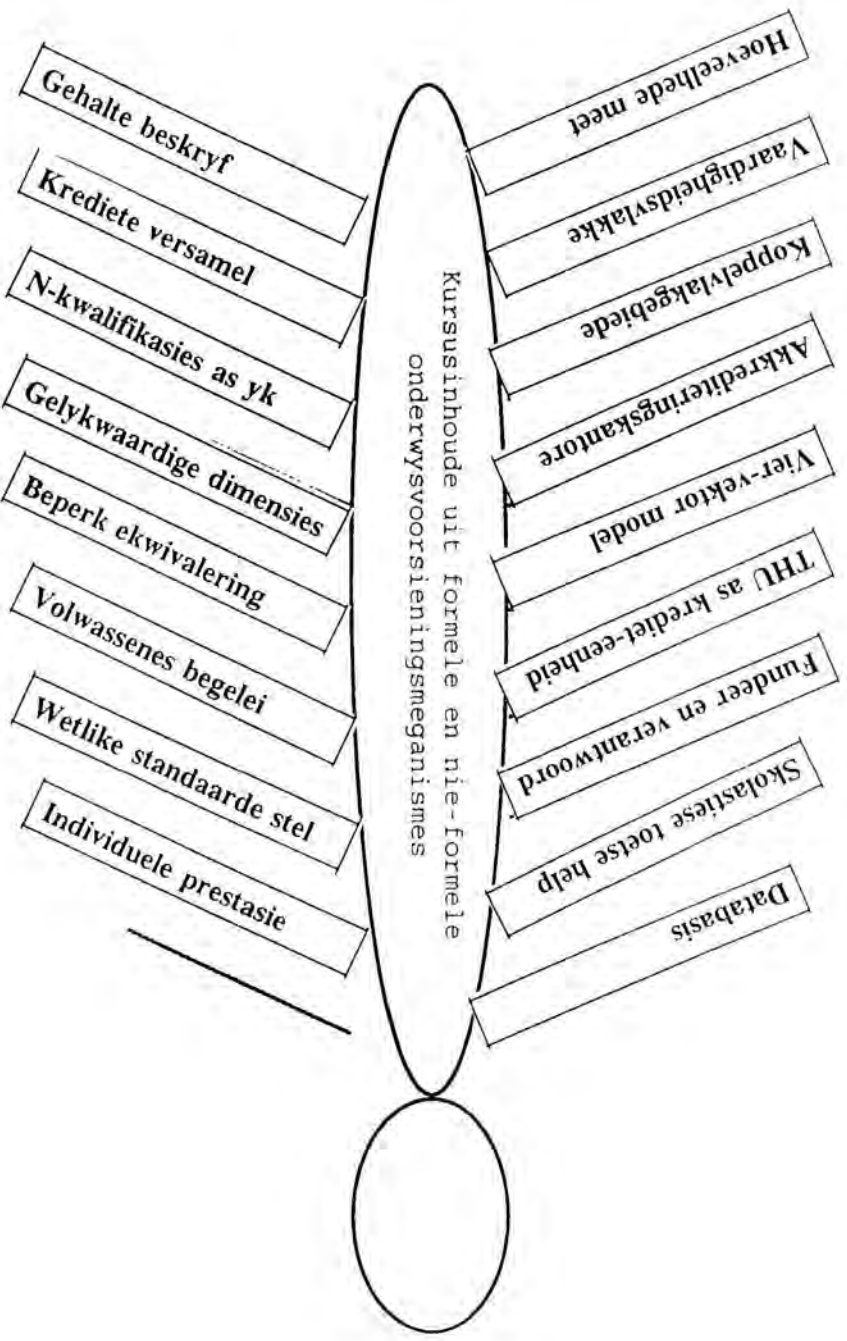 Gehalte beskryf
Krediete versamel
N-kwalifikasies as yk
Gelykwaardige dimensies
Beperk ekwivalering
Volwassenes begelei
Wetlike standaarde stel
Individuele prestasie
Kursusinhoude uit formele en nie-formele
onderwysvoorsieningsmeganismes
Hoeveelhede meet
Vaardigheidsvlakke
Koppelvlakgebiede
Akkrediteringskantore
Vier-vektor model
THU as krediet-eenheid
Fundeer en verantwoord
Skolastiese toetse help
Databasis